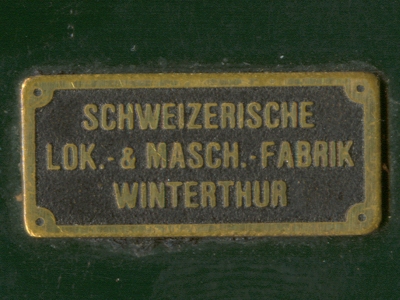 SCHWEIZERISCHE
LOK.-& MASCH.-FABRIK
WINTERTHUR